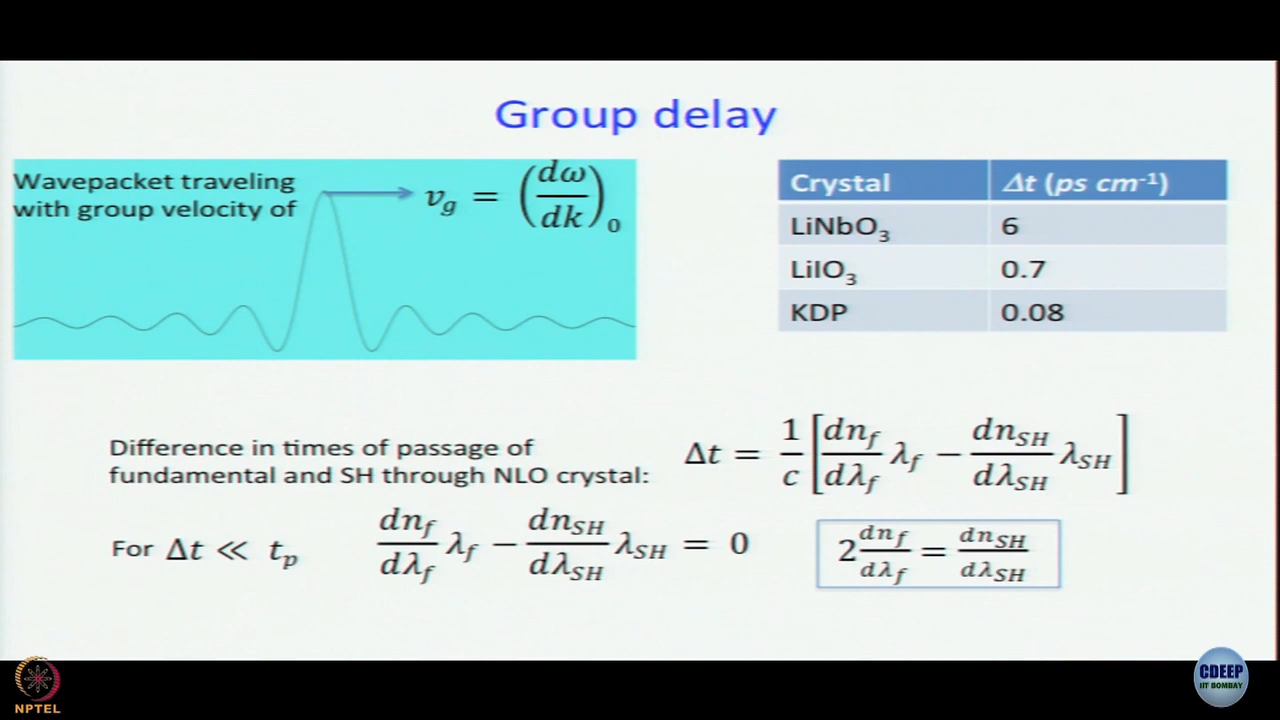 Group delay
Wavepacket traveling
with group velocity of
v_g = (dω/dk)_0
Crystal Δt (ps cm⁻¹)
LiNbO₃ 6
LiIO₃ 0.7
KDP 0.08
Difference in times of passage of
fundamental and SH through NLO crystal:
Δt = 1/c [dn_f/dλ_f λ_f − dn_SH/dλ_SH λ_SH]
For Δt ≪ t_p
dn_f/dλ_f λ_f − dn_SH/dλ_SH λ_SH = 0
2 dn_f/dλ_f = dn_SH/dλ_SH
NPTEL
CDEEP
IIT BOMBAY